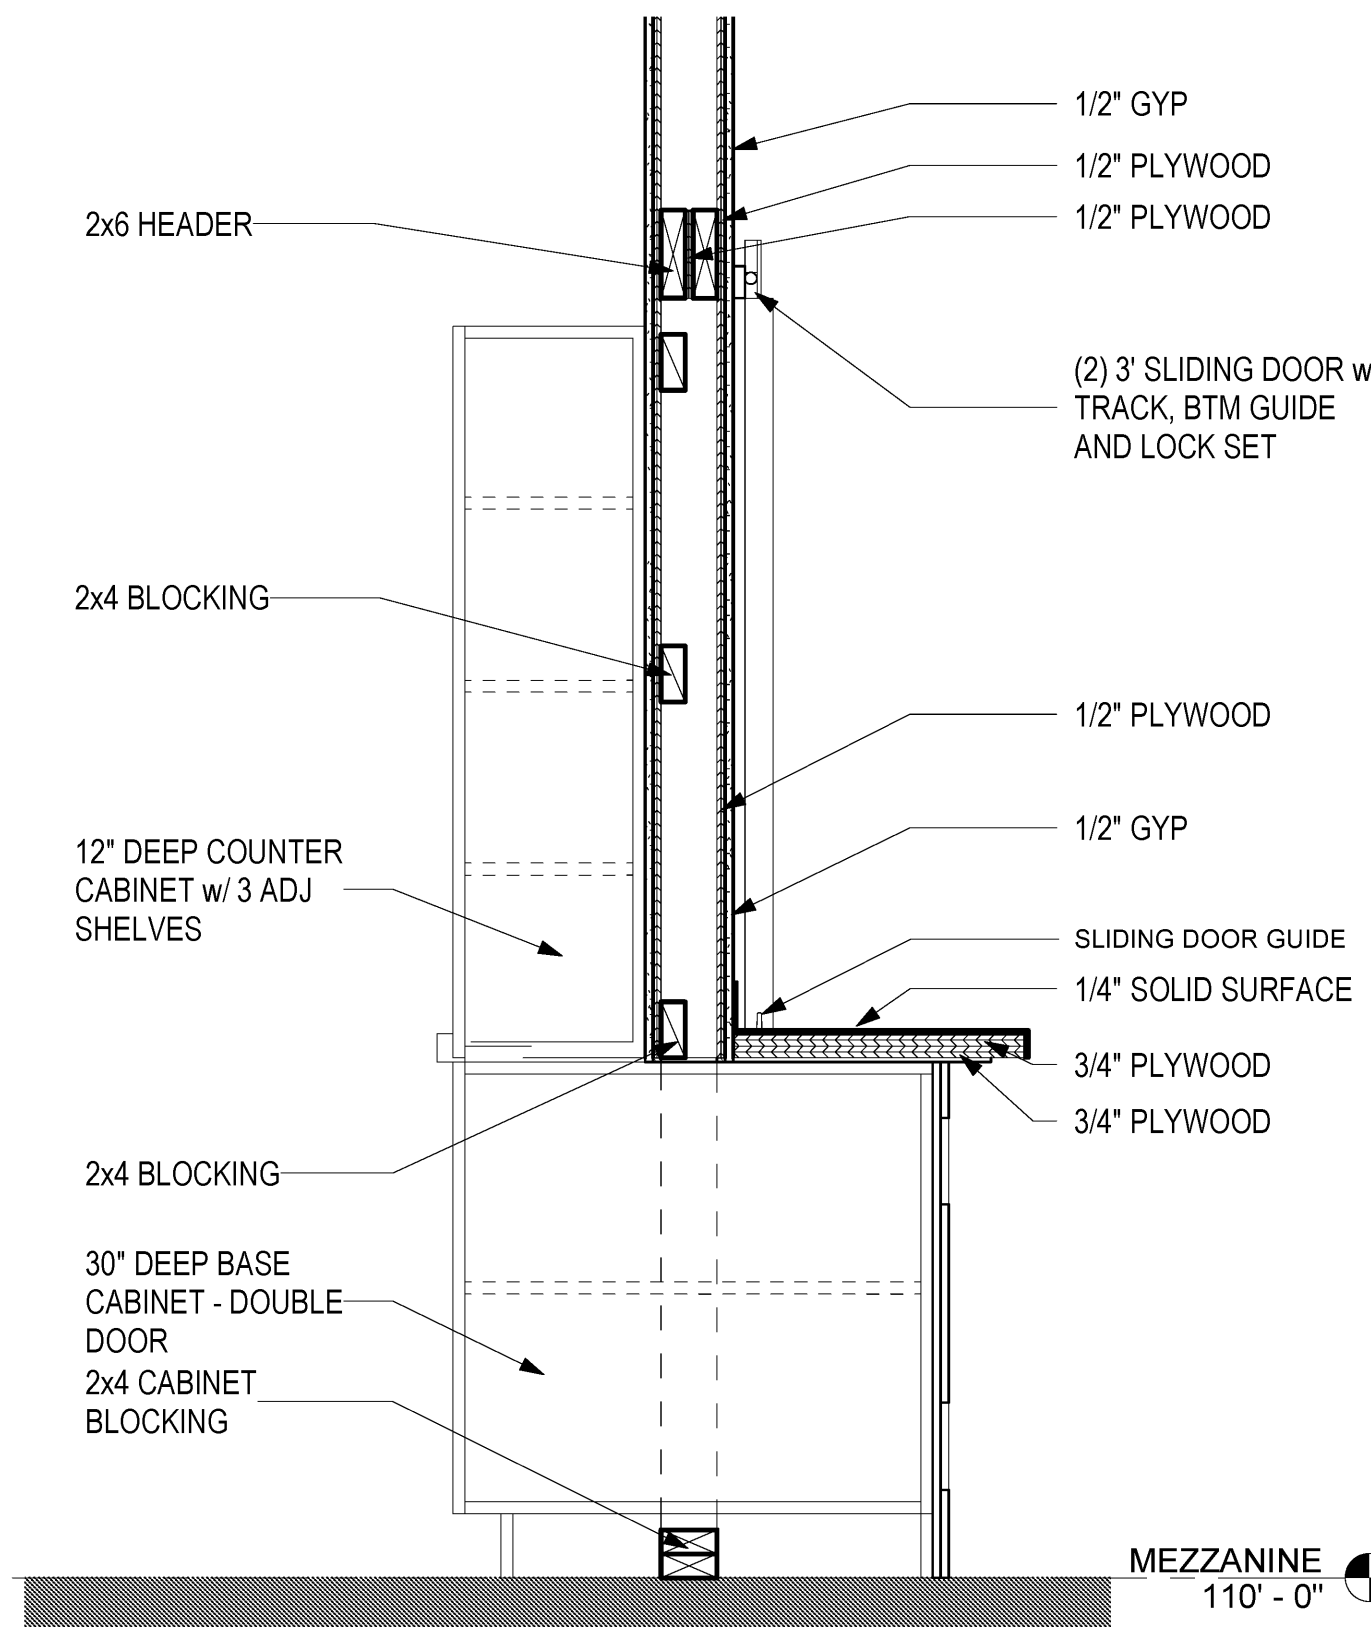 1/2" GYP
1/2" PLYWOOD
1/2" PLYWOOD
2x6 HEADER
(2) 3' SLIDING DOOR w
TRACK, BTM GUIDE
AND LOCK SET
2x4 BLOCKING
1/2" PLYWOOD
1/2" GYP
12" DEEP COUNTER
CABINET w/ 3 ADJ
SHELVES
SLIDING DOOR GUIDE
1/4" SOLID SURFACE
3/4" PLYWOOD
3/4" PLYWOOD
2x4 BLOCKING
30" DEEP BASE
CABINET - DOUBLE
DOOR
2x4 CABINET
BLOCKING
MEZZANINE
110' - 0"